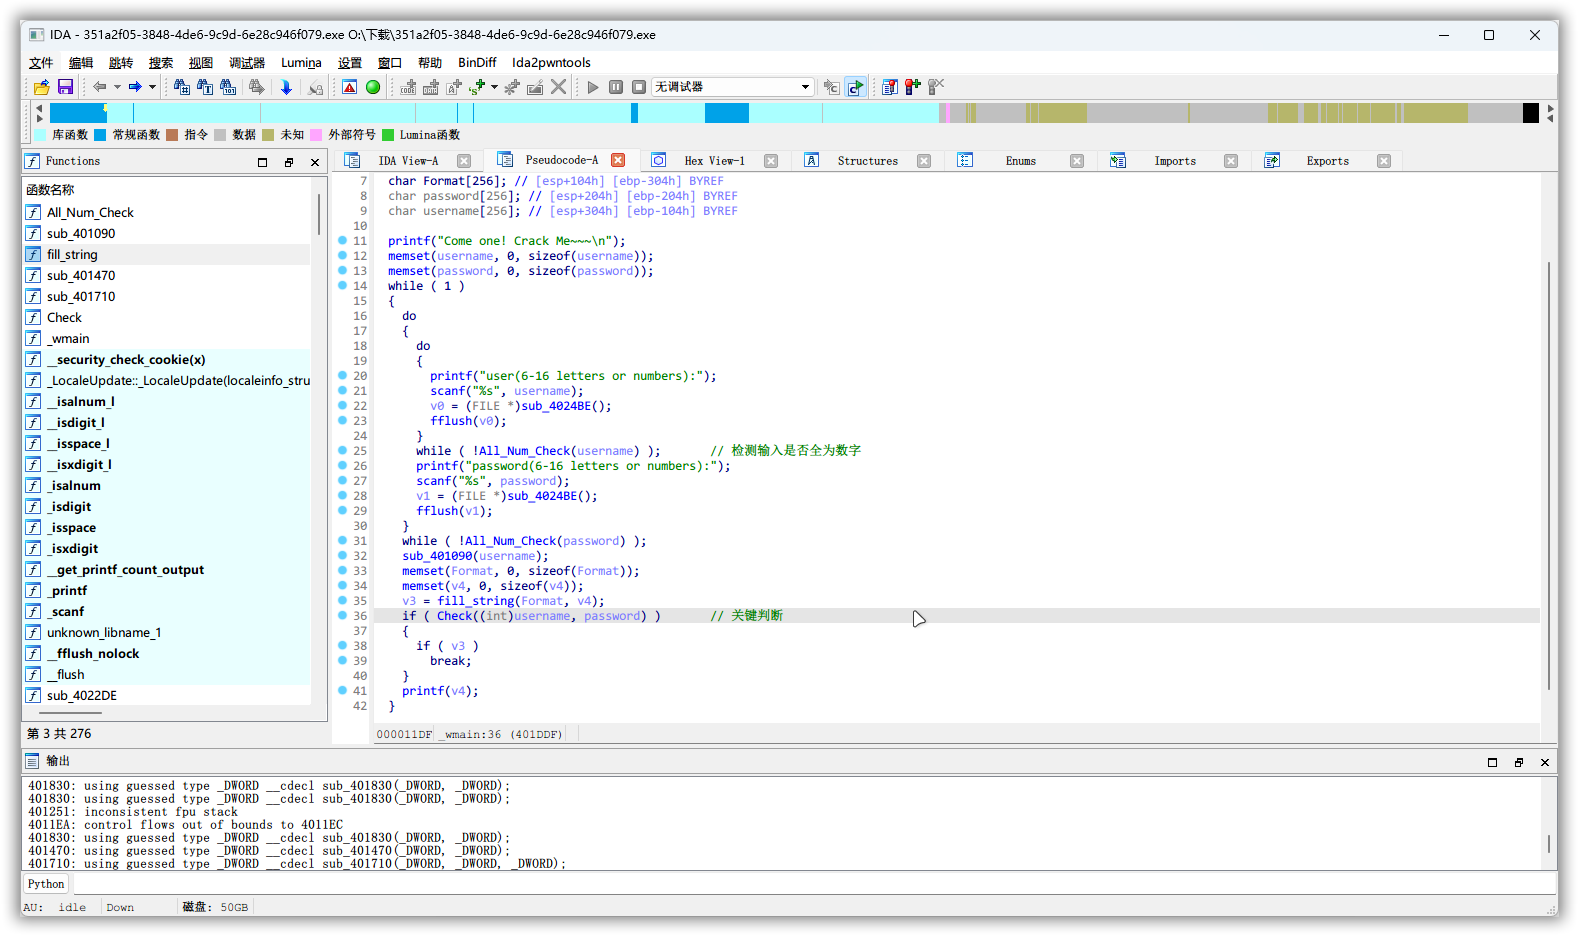 IDA - 351a2f05-3848-4de6-9c9d-6e28c946f079.exe O:\下载\351a2f05-3848-4de6-9c9d-6e28c946f079.exe
文件 编辑 跳转 搜索 视图 调试器 Lumina 设置 窗口 帮助 BinDiff Ida2pwntools
无调试器
库函数 常规函数 指令 数据 未知 外部符号 Lumina函数
Functions
函数名称
All_Num_Check
sub_401090
fill_string
sub_401470
sub_401710
Check
_wmain
__security_check_cookie(x)
_LocaleUpdate::_LocaleUpdate(localeinfo_stru
__isalnum_l
__isdigit_l
__isspace_l
__isxdigit_l
_isalnum
_isdigit
_isspace
_isxdigit
__get_printf_count_output
_printf
_scanf
unknown_libname_1
__fflush_nolock
__flush
sub_4022DE
第 3 共 276
IDA View-A Pseudocode-A Hex View-1 Structures Enums Imports Exports
7 char Format[256]; // [esp+104h] [ebp-304h] BYREF
8 char password[256]; // [esp+204h] [ebp-204h] BYREF
9 char username[256]; // [esp+304h] [ebp-104h] BYREF
10
11 printf("Come one! Crack Me~~~\n");
12 memset(username, 0, sizeof(username));
13 memset(password, 0, sizeof(password));
14 while ( 1 )
15 {
16 do
17 {
18 do
19 {
20 printf("user(6-16 letters or numbers):");
21 scanf("%s", username);
22 v0 = (FILE *)sub_4024BE();
23 fflush(v0);
24 }
25 while ( !All_Num_Check(username) ); // 检测输入是否全为数字
26 printf("password(6-16 letters or numbers):");
27 scanf("%s", password);
28 v1 = (FILE *)sub_4024BE();
29 fflush(v1);
30 }
31 while ( !All_Num_Check(password) );
32 sub_401090(username);
33 memset(Format, 0, sizeof(Format));
34 memset(v4, 0, sizeof(v4));
35 v3 = fill_string(Format, v4);
36 if ( Check((int)username, password) ) // 关键判断
37 {
38 if ( v3 )
39 break;
40 }
41 printf(v4);
42 }
000011DF _wmain:36 (401DDF)
输出
401830: using guessed type _DWORD __cdecl sub_401830(_DWORD, _DWORD);
401830: using guessed type _DWORD __cdecl sub_401830(_DWORD, _DWORD);
401251: inconsistent fpu stack
4011EA: control flows out of bounds to 4011EC
401830: using guessed type _DWORD __cdecl sub_401830(_DWORD, _DWORD);
401470: using guessed type _DWORD __cdecl sub_401470(_DWORD, _DWORD);
401710: using guessed type _DWORD __cdecl sub_401710(_DWORD, _DWORD, _DWORD);
Python
AU: idle Down 磁盘: 50GB